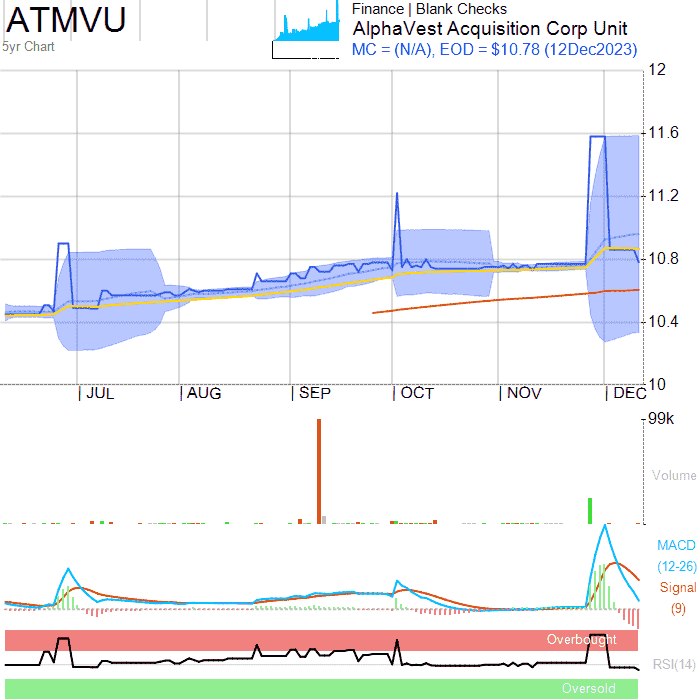 ATMVU
5yr Chart
Finance | Blank Checks
AlphaVest Acquisition Corp Unit
MC = (N/A), EOD = $10.78 (12Dec2023)
12
11.6
11.2
10.8
10.4
10
| JUL | AUG | SEP | OCT | NOV | DEC
99k
Volume
MACD
(12-26)
Signal
(9)
Overbought
RSI(14)
Oversold